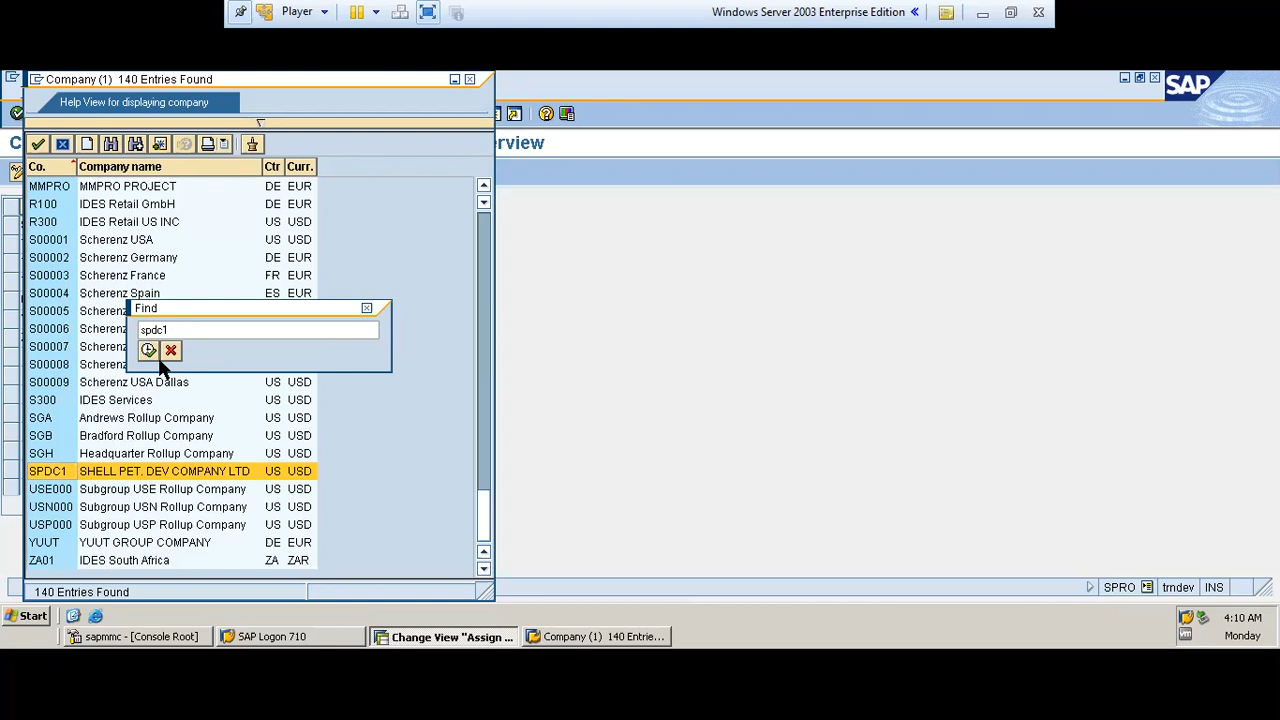 Player
Windows Server 2003 Enterprise Edition
Company (1) 140 Entries Found
SAP
Help View for displaying company
C
erview
Co. Company name Ctr Curr.
MMPRO MMPRO PROJECT DE EUR
R100 IDES Retail GmbH DE EUR
R300 IDES Retail US INC US USD
S00001 Scherenz USA US USD
S00002 Scherenz Germany DE EUR
S00003 Scherenz France FR EUR
S00004 Scherenz Spain ES EUR
Find
S00005 Scherenz
S00006 Scherenz
spdc1
S00007 Scherenz
S00008 Scherenz
S00009 Scherenz USA Dallas US USD
S300 IDES Services US USD
SGA Andrews Rollup Company US USD
SGB Bradford Rollup Company US USD
SGH Headquarter Rollup Company US USD
SPDC1 SHELL PET. DEV COMPANY LTD US USD
USE000 Subgroup USE Rollup Company US USD
USN000 Subgroup USN Rollup Company US USD
USP000 Subgroup USP Rollup Company US USD
YUUT YUUT GROUP COMPANY DE EUR
ZA01 IDES South Africa ZA ZAR
140 Entries Found
SPRO trndev INS
Start
4:10 AM
sapmmc - [Console Root] SAP Logon 710 Change View "Assign ... Company (1) 140 Entrie...
Monday